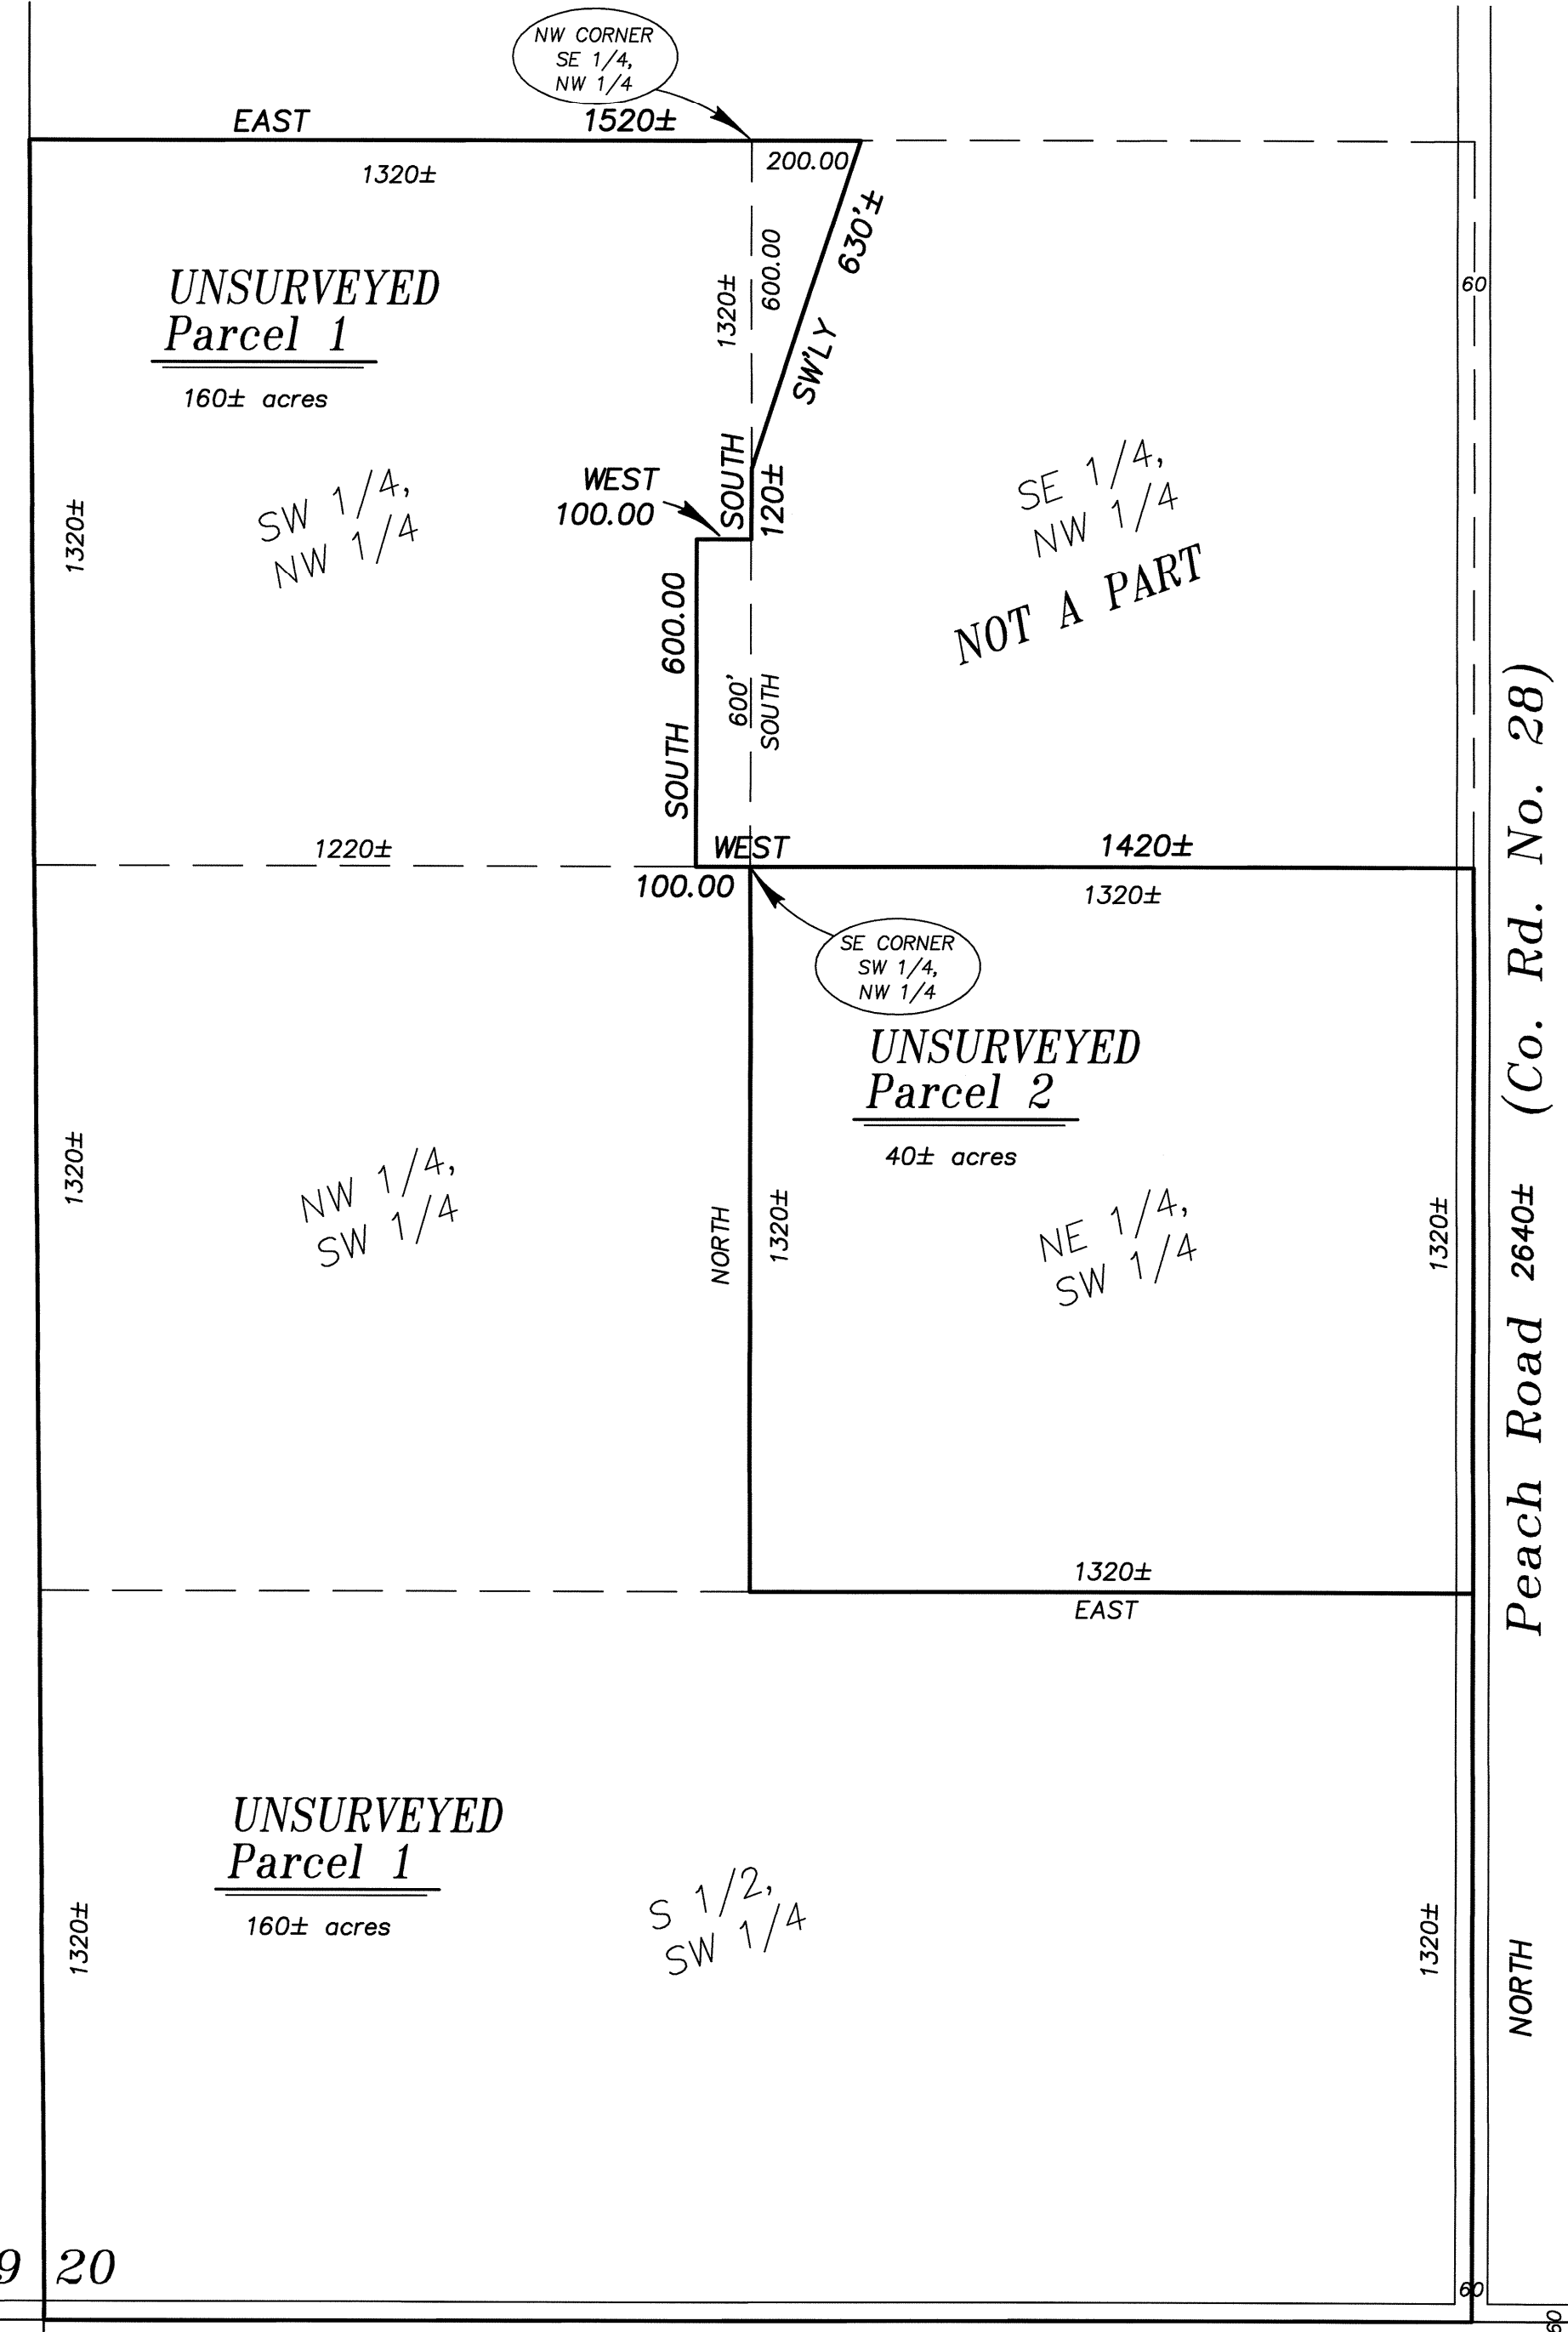 NW CORNER
SE 1/4,
NW 1/4
EAST 1520±
1320±
200.00
630'±
SW'LY
600.00
1320±
60
UNSURVEYED
Parcel 1
160± acres
SW 1/4,
NW 1/4
1320±
WEST
100.00
SOUTH
120±
SE 1/4,
NW 1/4
NOT A PART
SOUTH 600.00
600'
SOUTH
1220±
WEST
100.00
1420±
1320±
SE CORNER
SW 1/4,
NW 1/4
UNSURVEYED
Parcel 2
40± acres
1320±
NW 1/4,
SW 1/4
NORTH
1320±
NE 1/4,
SW 1/4
1320±
Peach Road 2640± (Co. Rd. No. 28)
1320±
EAST
UNSURVEYED
Parcel 1
160± acres
1320±
S 1/2,
SW 1/4
1320±
NORTH
9 20
60
60